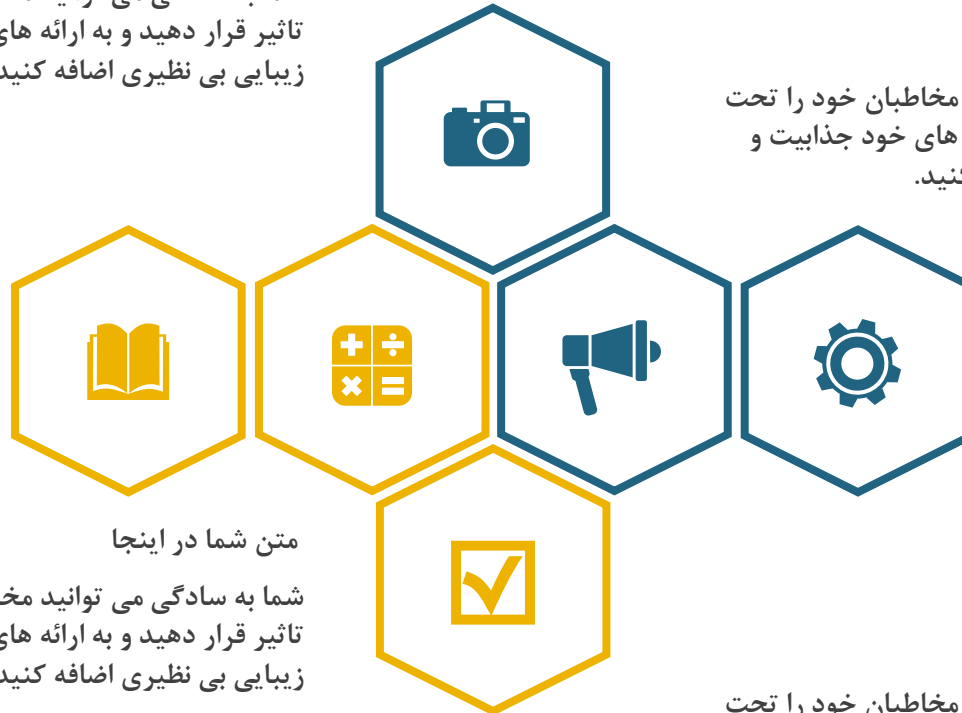 تاثیر قرار دهید و به ارائه های
زیبایی بی نظیری اضافه کنید
مخاطبان خود را تحت
های خود جذابیت و
کنید.
متن شما در اینجا
شما به سادگی می توانید
تاثیر قرار دهید و به ارائه های
زیبایی بی نظیری اضافه کنید
مخاطبان خود را تحت